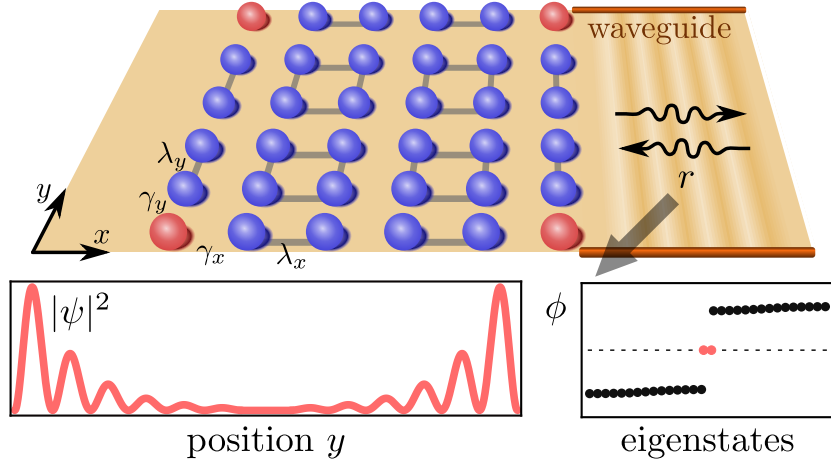 waveguide
λ_y
γ_y
y
x
γ_x
λ_x
r
|ψ|²
ϕ
position y
eigenstates